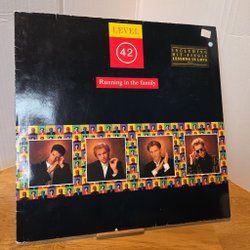 LEVEL
42
Running in the family
INCLUDING
HIT-SINGLE
LESSONS IN LOVE